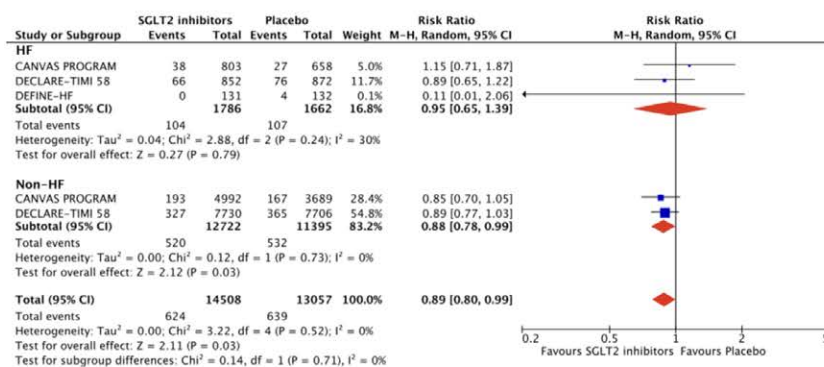 SGLT2 inhibitors Placebo Risk Ratio Risk Ratio
Study or Subgroup Events Total Events Total Weight M-H, Random, 95% CI M-H, Random, 95% CI
HF
CANVAS PROGRAM 38 803 27 658 5.0% 1.15 [0.71, 1.87]
DECLARE-TIMI 58 66 852 76 872 11.7% 0.89 [0.65, 1.22]
DEFINE-HF 0 131 4 132 0.1% 0.11 [0.01, 2.06]
Subtotal (95% CI) 1786 1662 16.8% 0.95 [0.65, 1.39]
Total events 104 107
Heterogeneity: Tau² = 0.04; Chi² = 2.88, df = 2 (P = 0.24); I² = 30%
Test for overall effect: Z = 0.27 (P = 0.79)
Non-HF
CANVAS PROGRAM 193 4992 167 3689 28.4% 0.85 [0.70, 1.05]
DECLARE-TIMI 58 327 7730 365 7706 54.8% 0.89 [0.77, 1.03]
Subtotal (95% CI) 12722 11395 83.2% 0.88 [0.78, 0.99]
Total events 520 532
Heterogeneity: Tau² = 0.00; Chi² = 0.12, df = 1 (P = 0.73); I² = 0%
Test for overall effect: Z = 2.12 (P = 0.03)
Total (95% CI) 14508 13057 100.0% 0.89 [0.80, 0.99]
Total events 624 639
Heterogeneity: Tau² = 0.00; Chi² = 3.22, df = 4 (P = 0.52); I² = 0%
Test for overall effect: Z = 2.11 (P = 0.03)
Test for subgroup differences: Chi² = 0.14, df = 1 (P = 0.71), I² = 0%
0.2 0.5 1 2 5
Favours SGLT2 inhibitors Favours Placebo